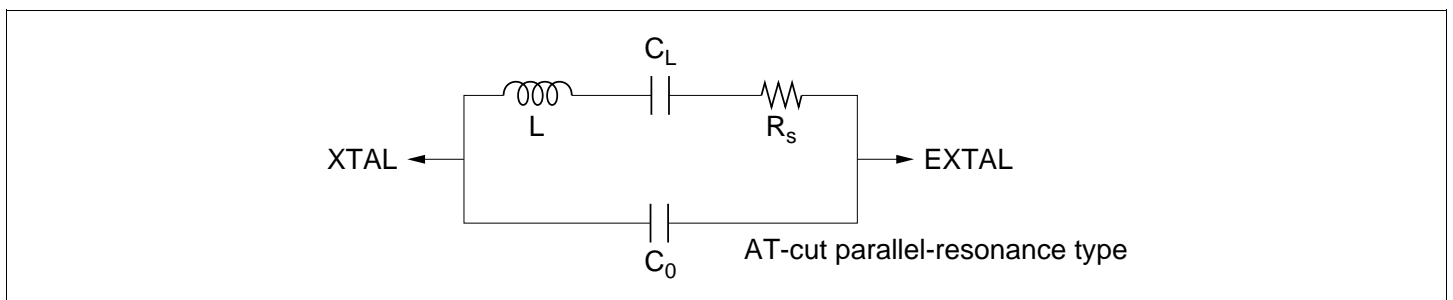 C_L
L
R_s
XTAL
EXTAL
C_0
AT-cut parallel-resonance type